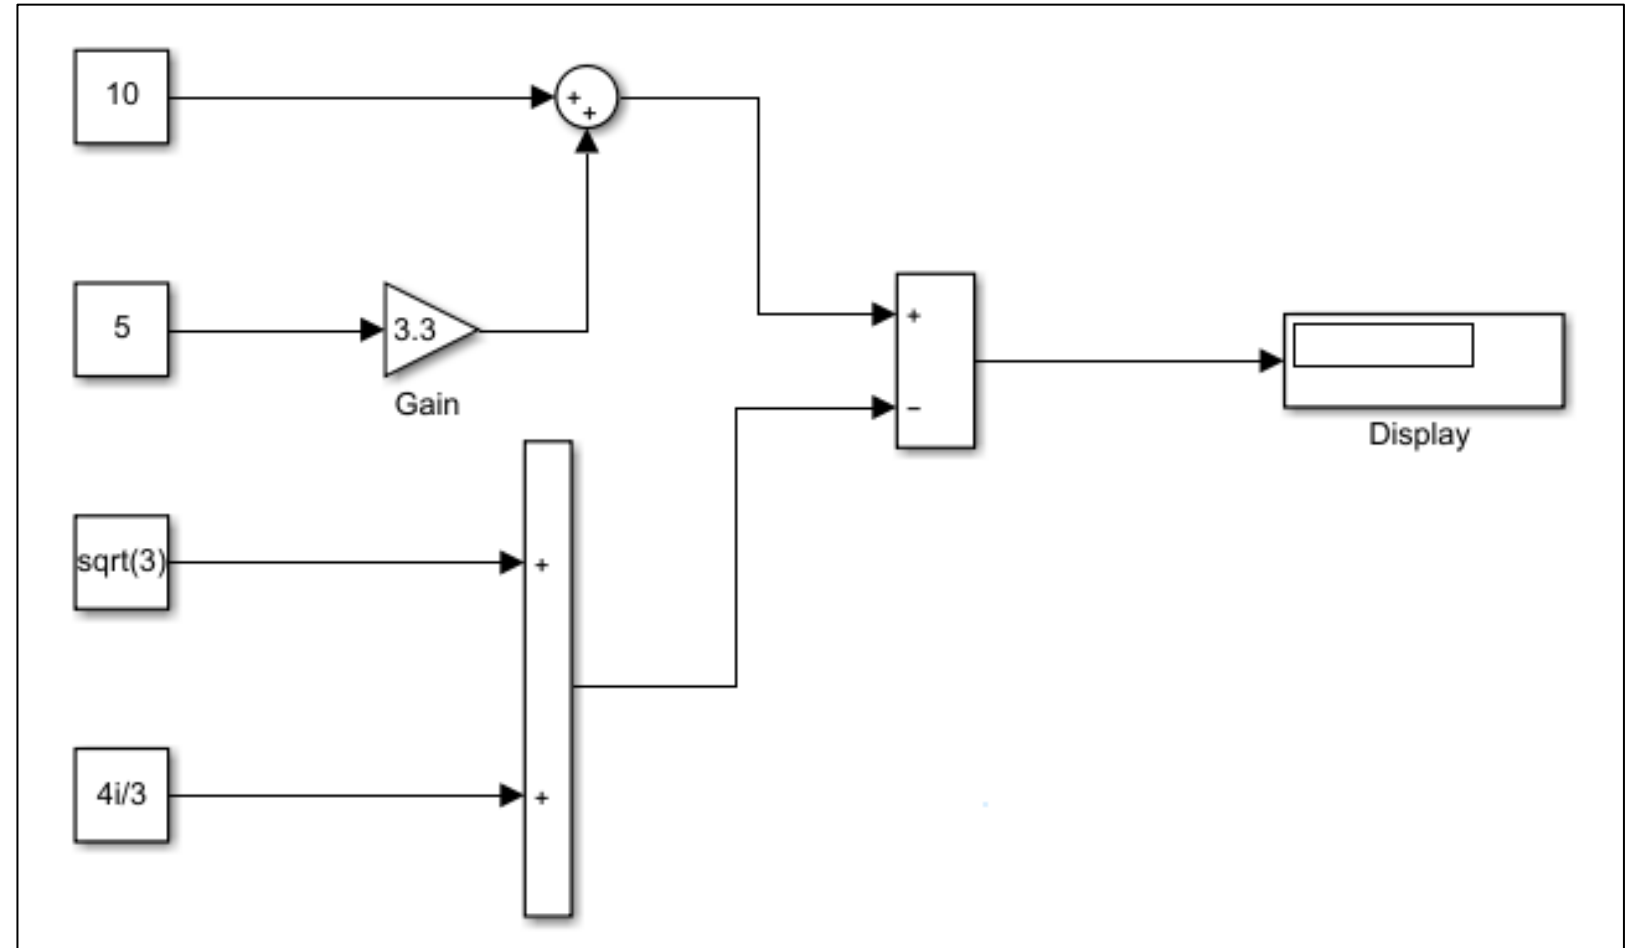 10
+
+
5
3.3
Gain
+
−
Display
sqrt(3)
+
4i/3
+